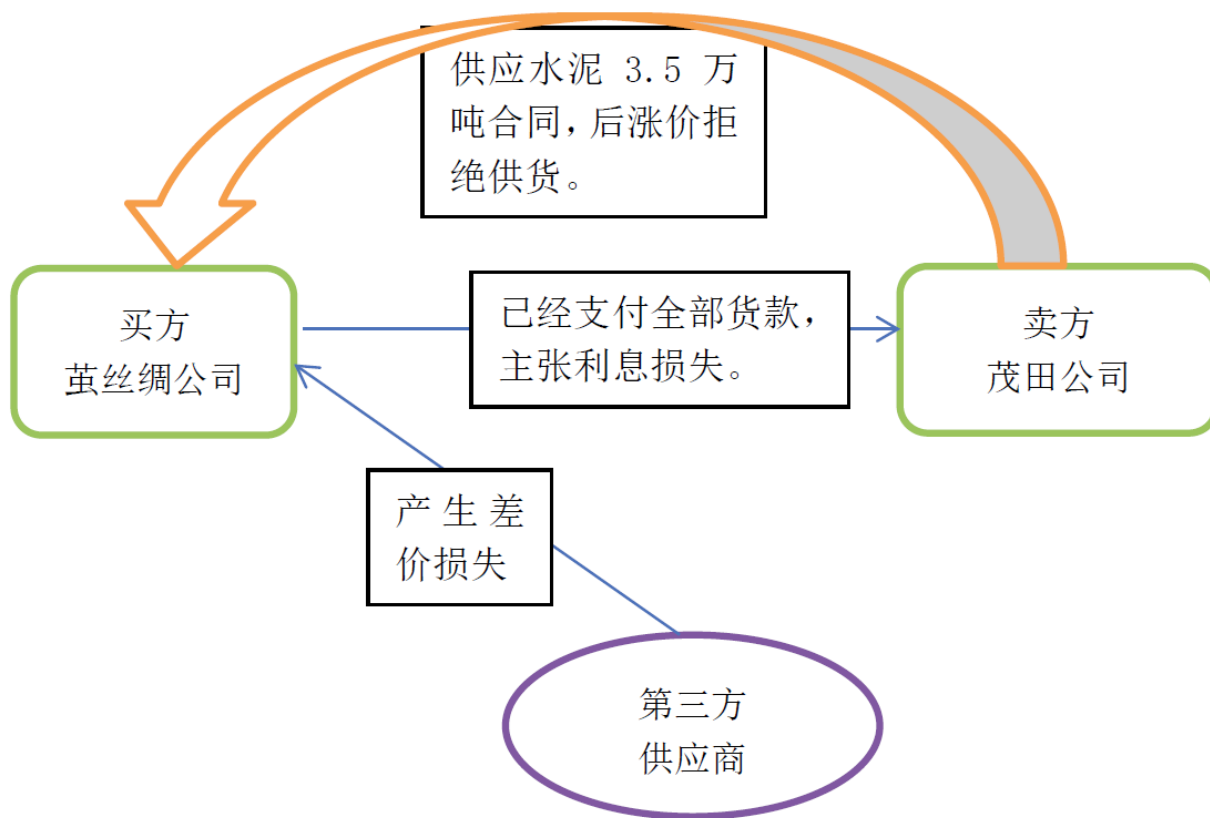 供应水泥 3.5 万
吨合同，后涨价拒
绝供货。
买方
茧丝绸公司
已经支付全部货款，
主张利息损失。
卖方
茂田公司
产生差
价损失
第三方
供应商